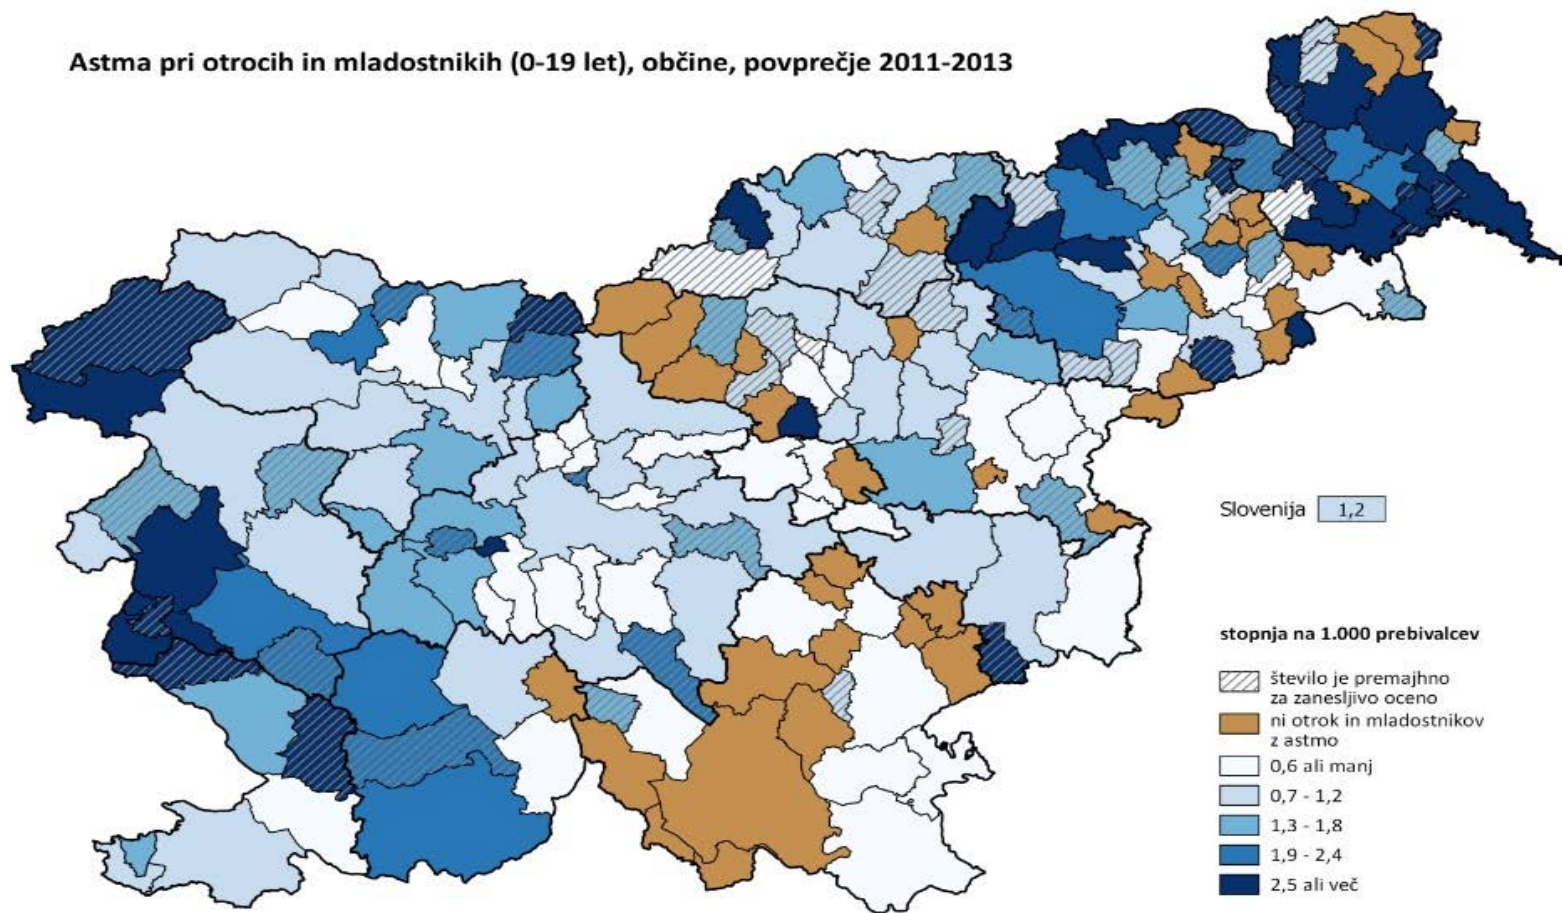 Astma pri otrocih in mladostnikih (0-19 let), občine, povprečje 2011-2013
Slovenija 1,2
stopnja na 1.000 prebivalcev
število je premajhno
za zanesljivo oceno
ni otrok in mladostnikov
z astmo
0,6 ali manj
0,7 - 1,2
1,3 - 1,8
1,9 - 2,4
2,5 ali več